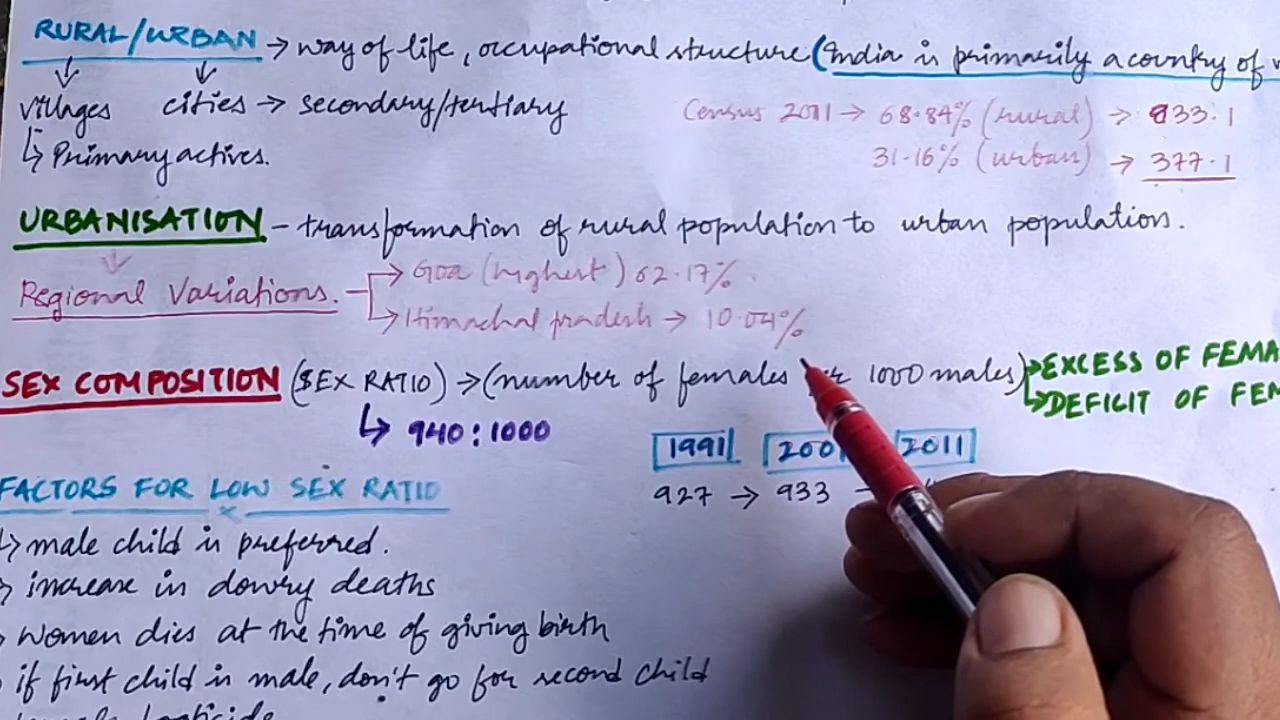 RURAL/URBAN → way of life, occupational structure (India is primarily a country of
villages cities → secondary/tertiary
↳ Primary actives.
Census 2011 → 68.84% (rural) → 833.1
31.16% (urban) → 377.1
URBANISATION - transformation of rural population to urban population.
Regional Variations. → Goa (highest) 62.17%.
↳ Himachal pradesh → 10.04%
SEX COMPOSITION (SEX RATIO) → (number of females 1000 males) → EXCESS OF FEMA
↳ DEFICIT OF FEM
↳ 940:1000
1991 2001 2011
927 → 933 →
FACTORS FOR LOW SEX RATIO
↳ male child is preferred.
→ increase in dowry deaths
→ women dies at the time of giving birth
if first child is male, don't go for second child